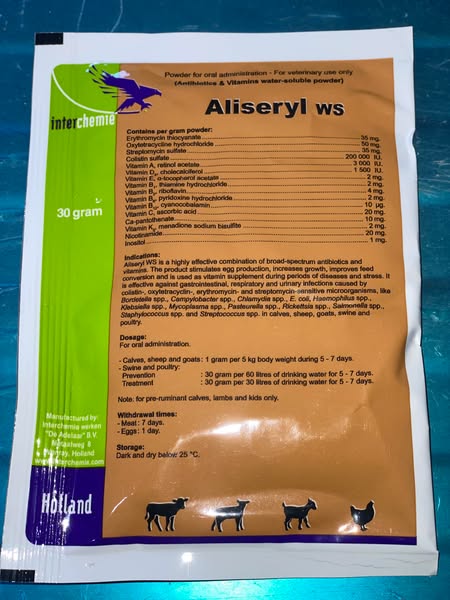 Powder for oral administration - For veterinary use only
(Antibiotics & Vitamins water-soluble powder)
interchemie
Aliseryl WS
Contains per gram powder:
Erythromycin thiocyanate 35 mg.
Oxytetracycline hydrochloride 50 mg.
Streptomycin sulfate 35 mg.
Colistin sulfate 200 000 IU.
Vitamin A, retinol acetate 3 000 IU.
Vitamin D₃, cholecalciferol 1 500 IU.
Vitamin E, α-tocopherol acetate 2 mg.
Vitamin B₁, thiamine hydrochloride 2 mg.
Vitamin B₂, riboflavin 4 mg.
Vitamin B₆, pyridoxine hydrochloride 2 mg.
Vitamin B₁₂, cyanocobalamin 10 µg.
Vitamin C, ascorbic acid 20 mg.
Ca-pantothenate 10 mg.
Vitamin K₃, menadione sodium bisulfite 2 mg.
Nicotinamide 20 mg.
Inositol 1 mg.
30 gram
Indications:
Aliseryl WS is a highly effective combination of broad-spectrum antibiotics and
vitamins. The product stimulates egg production, increases growth, improves feed
conversion and is used as vitamin supplement during periods of diseases and stress. It
is effective against gastrointestinal, respiratory and urinary infections caused by
colistin-, oxytetracyclin-, erythromycin- and streptomycin-sensitive microorganisms, like
Bordetella spp., Campylobacter spp., Chlamydia spp., E. coli, Haemophilus spp.,
Klebsiella spp., Mycoplasma spp., Pasteurella spp., Rickettsia spp., Salmonella spp.,
Staphylococcus spp. and Streptococcus spp. in calves, sheep, goats, swine and
poultry.
Dosage:
For oral administration.
- Calves, sheep and goats: 1 gram per 5 kg body weight during 5 - 7 days.
- Swine and poultry:
Prevention : 30 gram per 60 litres of drinking water for 5 - 7 days.
Treatment : 30 gram per 30 litres of drinking water for 5 - 7 days.
Note: for pre-ruminant calves, lambs and kids only.
Withdrawal times:
- Meat: 7 days.
- Eggs: 1 day.
Storage:
Dark and dry below 25 °C.
Manufactured by:
Interchemie werken
"De Adelaar" B.V.
Metaalweg 8
Venray, Holland
www.interchemie.com
Holland